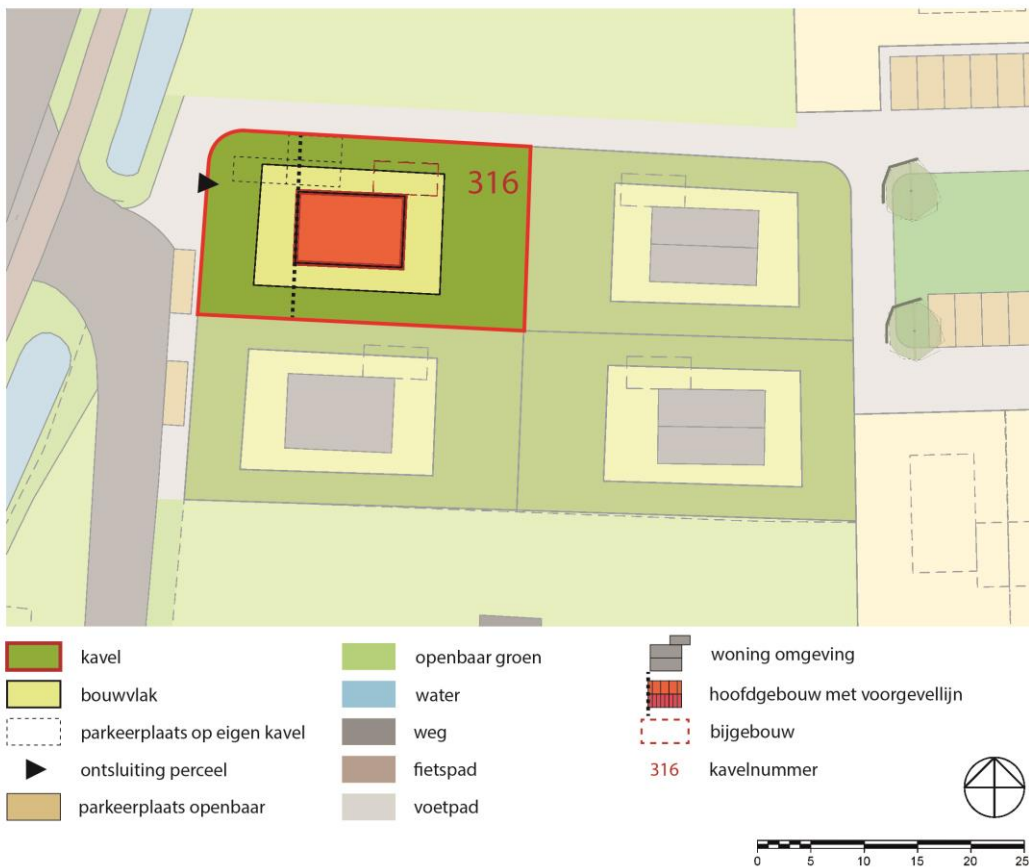 316
kavel
bouwvlak
parkeerplaats op eigen kavel
ontsluiting perceel
parkeerplaats openbaar
openbaar groen
water
weg
fietspad
voetpad
woning omgeving
hoofdgebouw met voorgevellijn
bijgebouw
316 kavelnummer
0 5 10 15 20 25